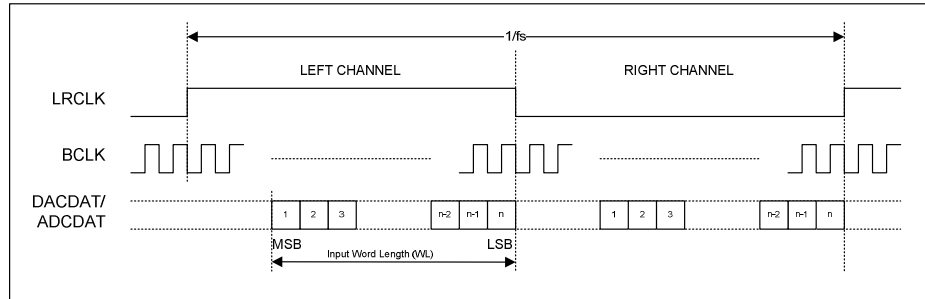 1/fs
LEFT CHANNEL RIGHT CHANNEL
LRCLK
BCLK
DACDAT/
ADCDAT
1 2 3 n-2 n-1 n 1 2 3 n-2 n-1 n
MSB LSB
Input Word Length (WL)